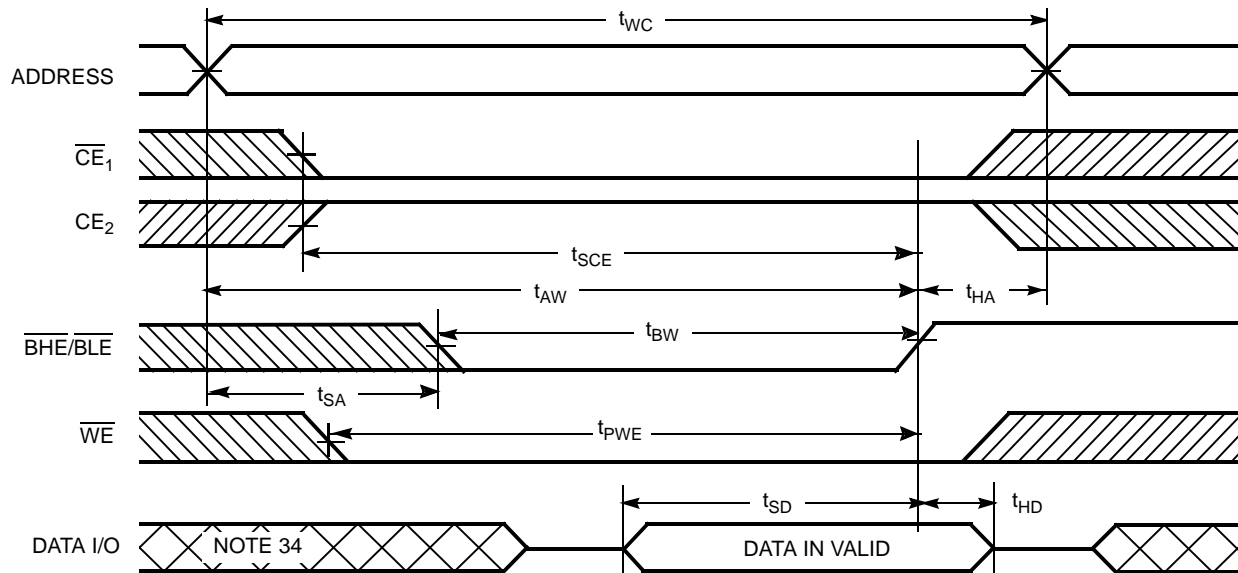 tWC
ADDRESS
CE1
CE2
tSCE
tAW
tHA
BHE/BLE
tBW
tSA
WE
tPWE
tSD
tHD
DATA I/O
NOTE 34
DATA IN VALID